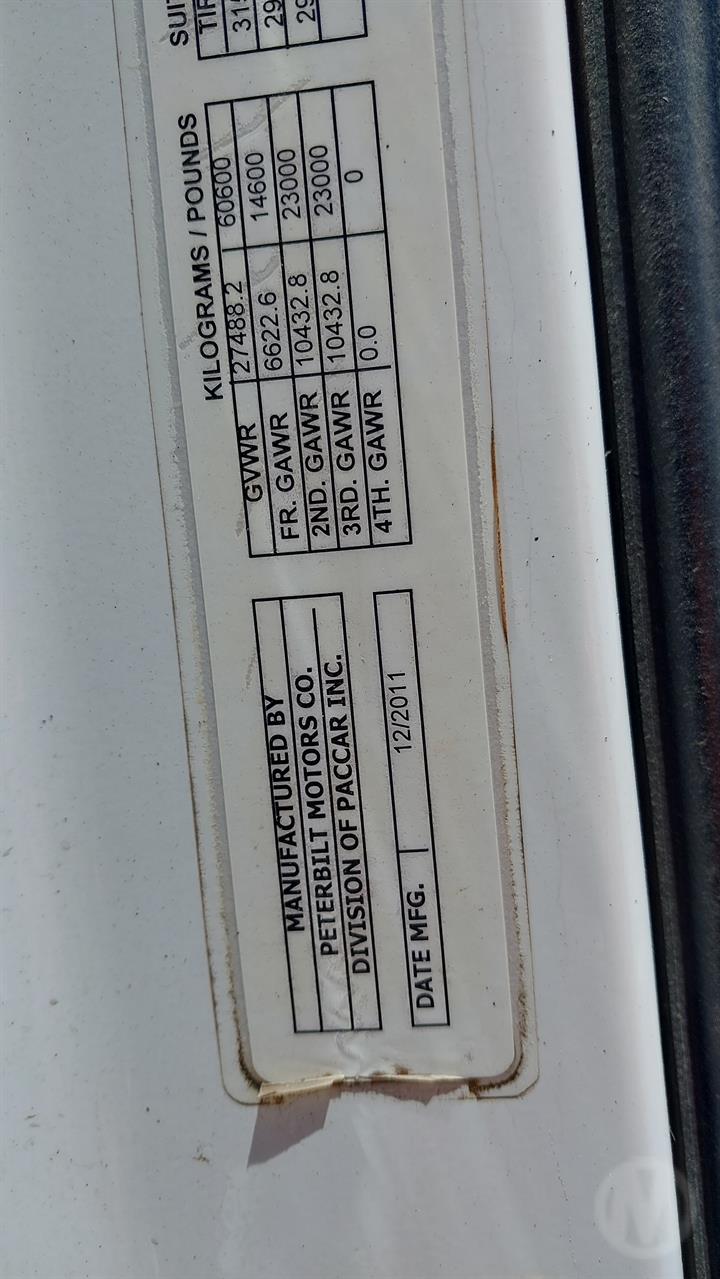 MANUFACTURED BY
PETERBILT MOTORS CO.
DIVISION OF PACCAR INC.
DATE MFG. 12/2011
KILOGRAMS / POUNDS
GVWR 27488.2 60600
FR. GAWR 6622.6 14600
2ND. GAWR 10432.8 23000
3RD. GAWR 10432.8 23000
4TH. GAWR 0.0 0
M